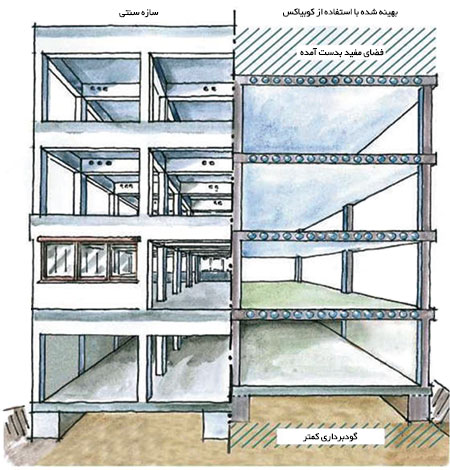 بهینه شده با استفاده از کوبیاکس
سازه سنتی
فضای مفید بدست آمده
گودبرداری کمتر